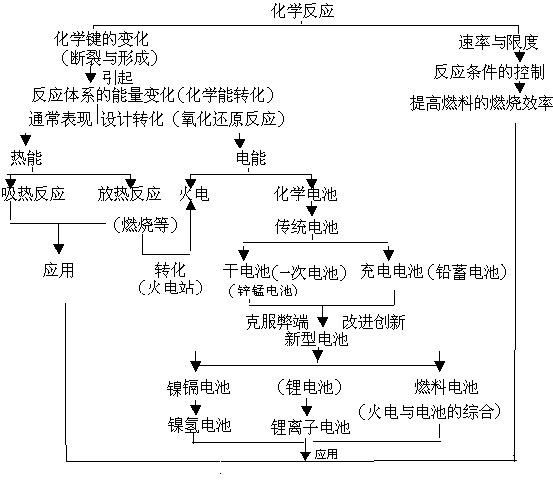 化学反应
化学键的变化
（断裂与形成）
速率与限度
引起
反应条件的控制
反应体系的能量变化(化学能转化)
提高燃料的燃烧效率
通常表现 设计转化（氧化还原反应）
热能 电能
吸热反应 放热反应 火电 化学电池
（燃烧等） 传统电池
应用 转化 干电池(一次电池) 充电电池(铅蓄电池)
（火电站） （锌锰电池）
克服弊端 改进创新
新型电池
镍镉电池 （锂电池） 燃料电池
镍氢电池 锂离子电池 (火电与电池的综合)
应用